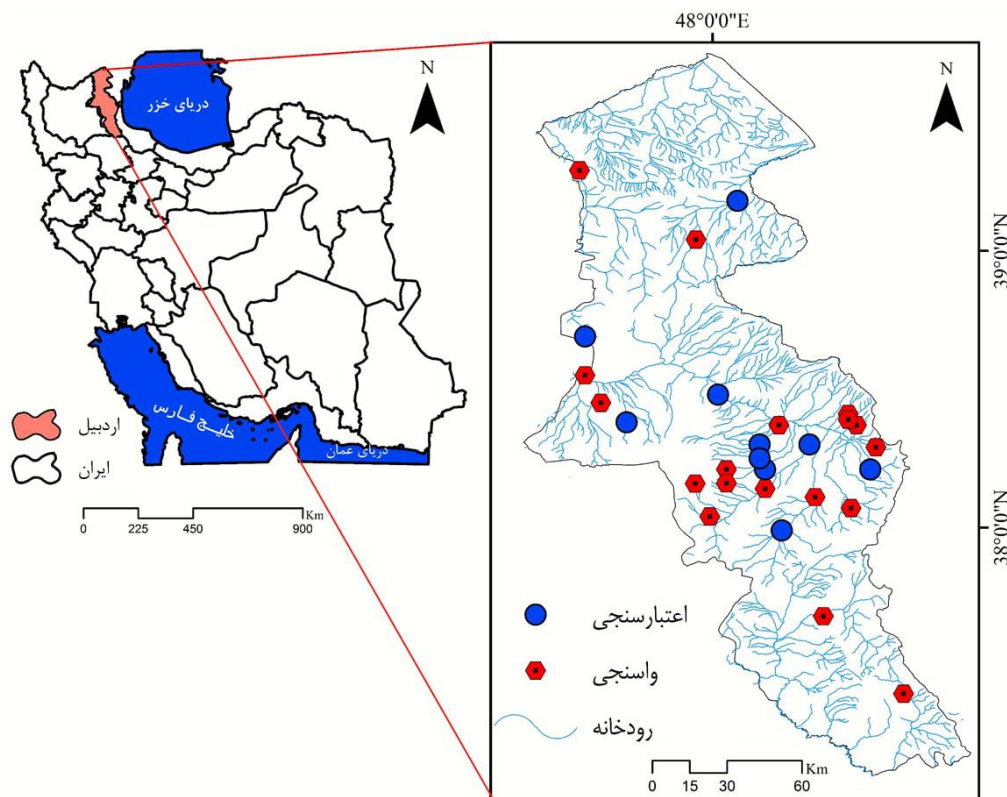 48°0'0"E
N
دریای خزر
خلیج فارس
دریای عمان
اردبیل
ایران
0 225 450 900 Km
N
39°0'0"N
38°0'0"N
اعتبارسنجی
واسنجی
رودخانه
0 15 30 60 Km